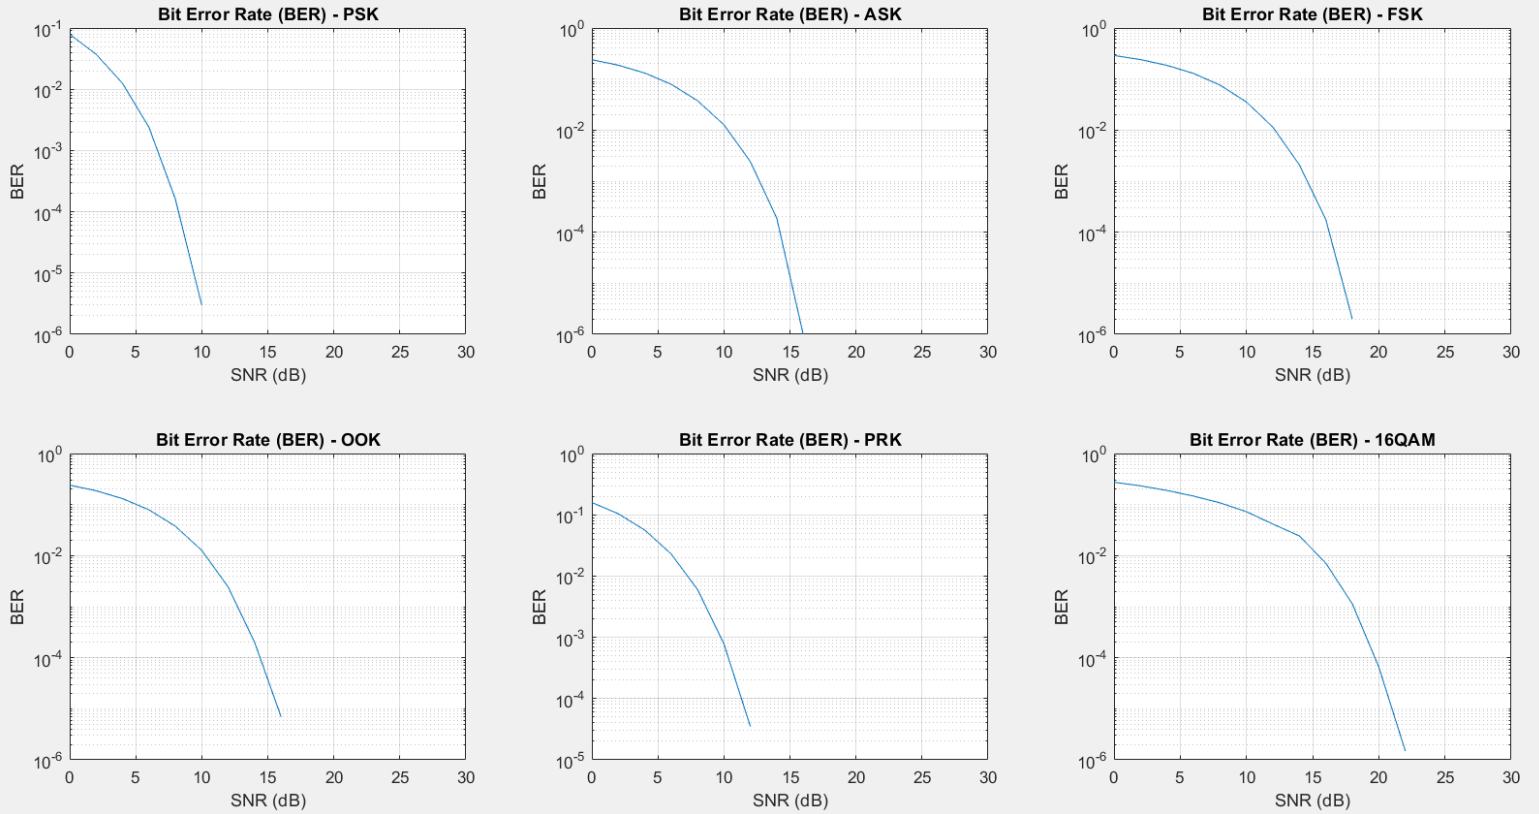 Bit Error Rate (BER) - PSK
BER
10^-1
10^-2
10^-3
10^-4
10^-5
10^-6
0 5 10 15 20 25 30
SNR (dB)
Bit Error Rate (BER) - ASK
BER
10^0
10^-2
10^-4
10^-6
0 5 10 15 20 25 30
SNR (dB)
Bit Error Rate (BER) - FSK
BER
10^0
10^-2
10^-4
10^-6
0 5 10 15 20 25 30
SNR (dB)
Bit Error Rate (BER) - OOK
BER
10^0
10^-2
10^-4
10^-6
0 5 10 15 20 25 30
SNR (dB)
Bit Error Rate (BER) - PRK
BER
10^0
10^-1
10^-2
10^-3
10^-4
10^-5
0 5 10 15 20 25 30
SNR (dB)
Bit Error Rate (BER) - 16QAM
BER
10^0
10^-2
10^-4
10^-6
0 5 10 15 20 25 30
SNR (dB)